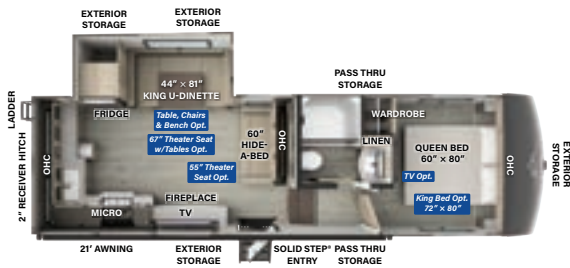 EXTERIOR
STORAGE
EXTERIOR
STORAGE
PASS THRU
STORAGE
44" × 81"
KING U-DINETTE
LADDER
FRIDGE
Table, Chairs
& Bench Opt.
67" Theater Seat
w/Tables Opt.
55" Theater
Seat Opt.
60"
HIDE-
A-BED
OHC
WARDROBE
LINEN
QUEEN BED
60" × 80"
TV Opt.
King Bed Opt.
72" × 80"
OHC
EXTERIOR
STORAGE
2" RECEIVER HITCH
OHC
FIREPLACE
MICRO
TV
21' AWNING
EXTERIOR
STORAGE
SOLID STEP®
ENTRY
PASS THRU
STORAGE